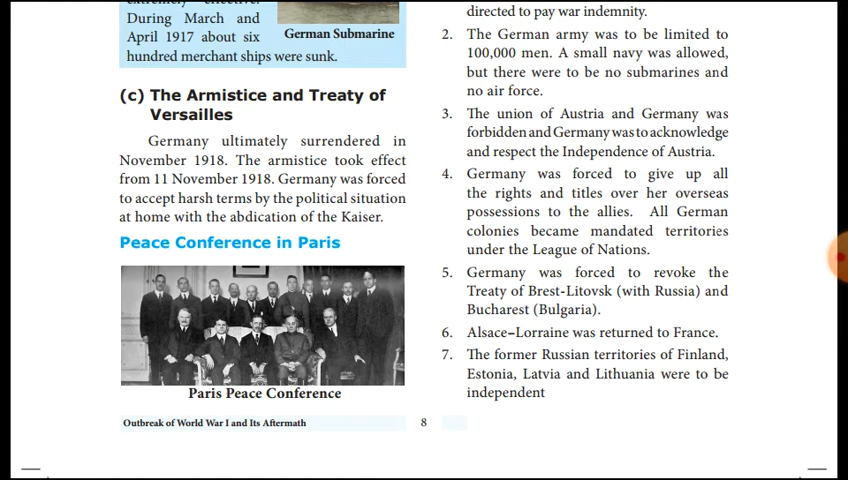 During March and
April 1917 about six
hundred merchant ships were sunk.
German Submarine
(c) The Armistice and Treaty of
Versailles
Germany ultimately surrendered in
November 1918. The armistice took effect
from 11 November 1918. Germany was forced
to accept harsh terms by the political situation
at home with the abdication of the Kaiser.
Peace Conference in Paris
Paris Peace Conference
directed to pay war indemnity.
2. The German army was to be limited to
100,000 men. A small navy was allowed,
but there were to be no submarines and
no air force.
3. The union of Austria and Germany was
forbidden and Germany was to acknowledge
and respect the Independence of Austria.
4. Germany was forced to give up all
the rights and titles over her overseas
possessions to the allies. All German
colonies became mandated territories
under the League of Nations.
5. Germany was forced to revoke the
Treaty of Brest-Litovsk (with Russia) and
Bucharest (Bulgaria).
6. Alsace–Lorraine was returned to France.
7. The former Russian territories of Finland,
Estonia, Latvia and Lithuania were to be
independent
Outbreak of World War I and Its Aftermath
8